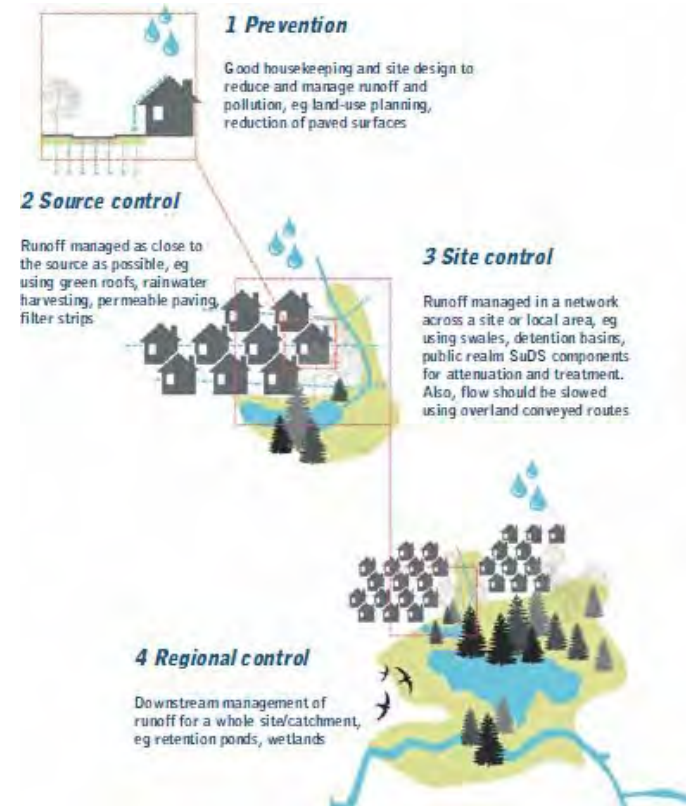 1 Prevention
Good housekeeping and site design to
reduce and manage runoff and
pollution, eg land-use planning,
reduction of paved surfaces
2 Source control
Runoff managed as close to
the source as possible, eg
using green roofs, rainwater
harvesting, permeable paving,
filter strips
3 Site control
Runoff managed in a network
across a site or local area, eg
using swales, detention basins,
public realm SuDS components
for attenuation and treatment.
Also, flow should be slowed
using overland conveyed routes
4 Regional control
Downstream management of
runoff for a whole site/catchment,
eg retention ponds, wetlands